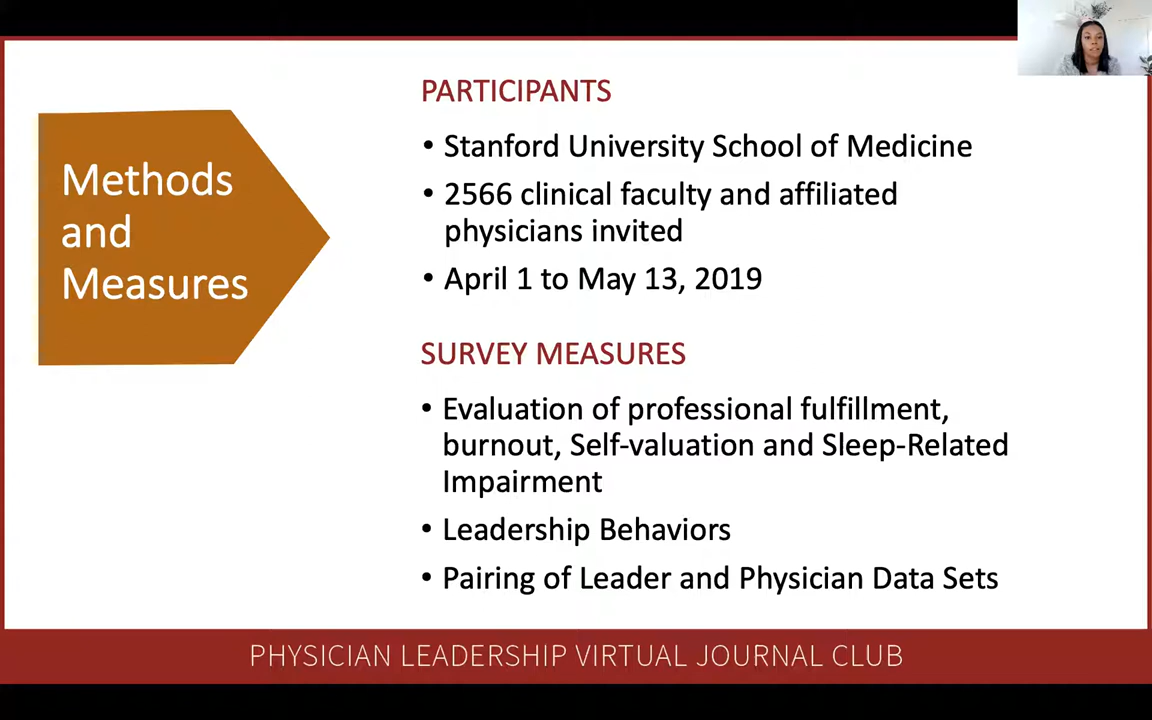 Methods
and
Measures
PARTICIPANTS
• Stanford University School of Medicine
• 2566 clinical faculty and affiliated
physicians invited
• April 1 to May 13, 2019
SURVEY MEASURES
• Evaluation of professional fulfillment,
burnout, Self-valuation and Sleep-Related
Impairment
• Leadership Behaviors
• Pairing of Leader and Physician Data Sets
PHYSICIAN LEADERSHIP VIRTUAL JOURNAL CLUB